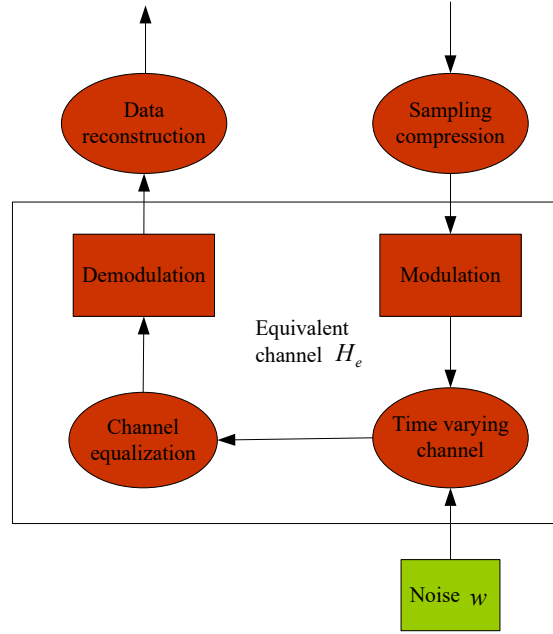 Data
reconstruction
Sampling
compression
Demodulation
Modulation
Equivalent
channel H_e
Channel
equalization
Time varying
channel
Noise w